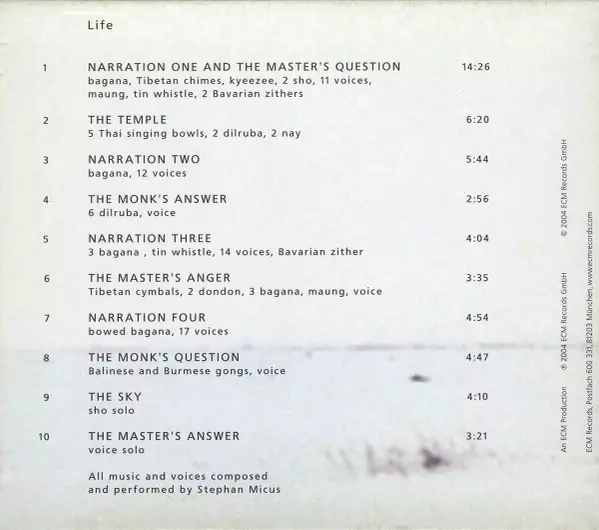 Life
1 NARRATION ONE AND THE MASTER'S QUESTION 14:26
bagana, Tibetan chimes, kyeezee, 2 sho, 11 voices,
maung, tin whistle, 2 Bavarian zithers
2 THE TEMPLE 6:20
5 Thai singing bowls, 2 dilruba, 2 nay
3 NARRATION TWO 5:44
bagana, 12 voices
4 THE MONK'S ANSWER 2:56
6 dilruba, voice
5 NARRATION THREE 4:04
3 bagana , tin whistle, 14 voices, Bavarian zither
6 THE MASTER'S ANGER 3:35
Tibetan cymbals, 2 dondon, 3 bagana, maung, voice
7 NARRATION FOUR 4:54
bowed bagana, 17 voices
8 THE MONK'S QUESTION 4:47
Balinese and Burmese gongs, voice
9 THE SKY 4:10
sho solo
10 THE MASTER'S ANSWER 3:21
voice solo
All music and voices composed
and performed by Stephan Micus
An ECM Production ℗ 2004 ECM Records GmbH © 2004 ECM Records GmbH
ECM Records, Postfach 600 331, 81203 München, www.ecmrecords.com